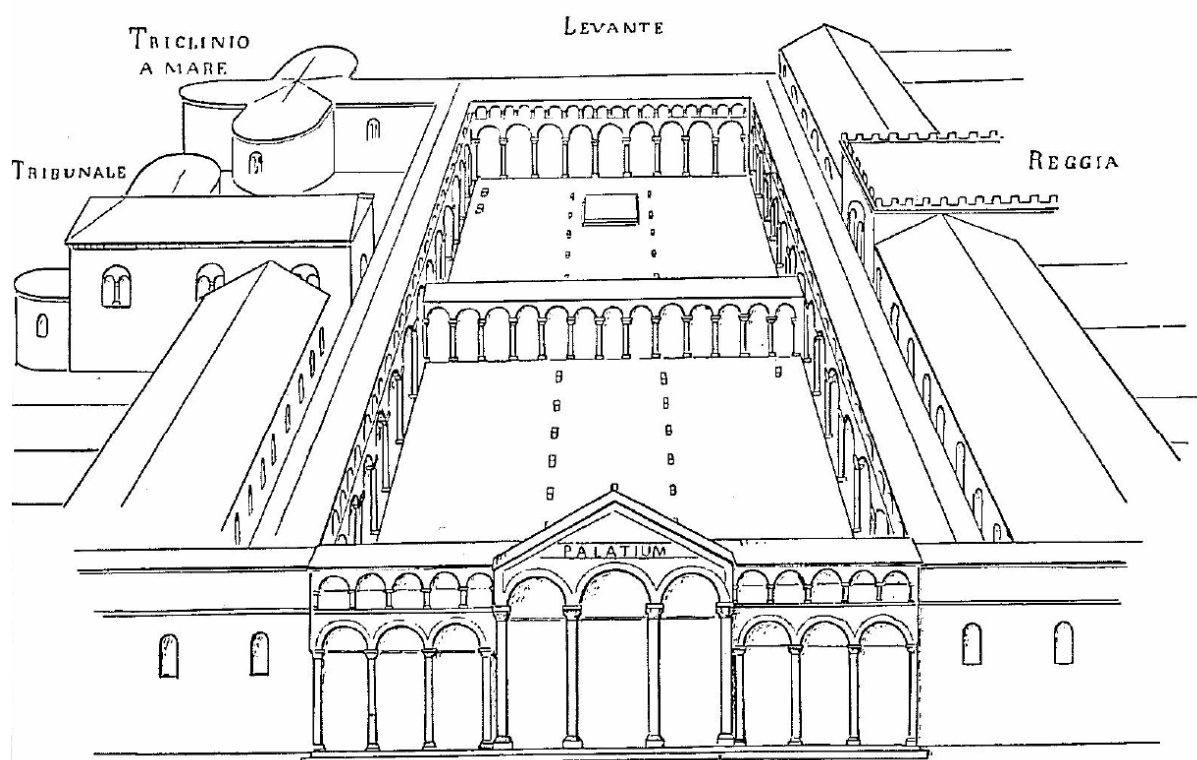 LEVANTE
TRICLINIO
A MARE
TRIBUNALE
REGGIA
PALATIUM